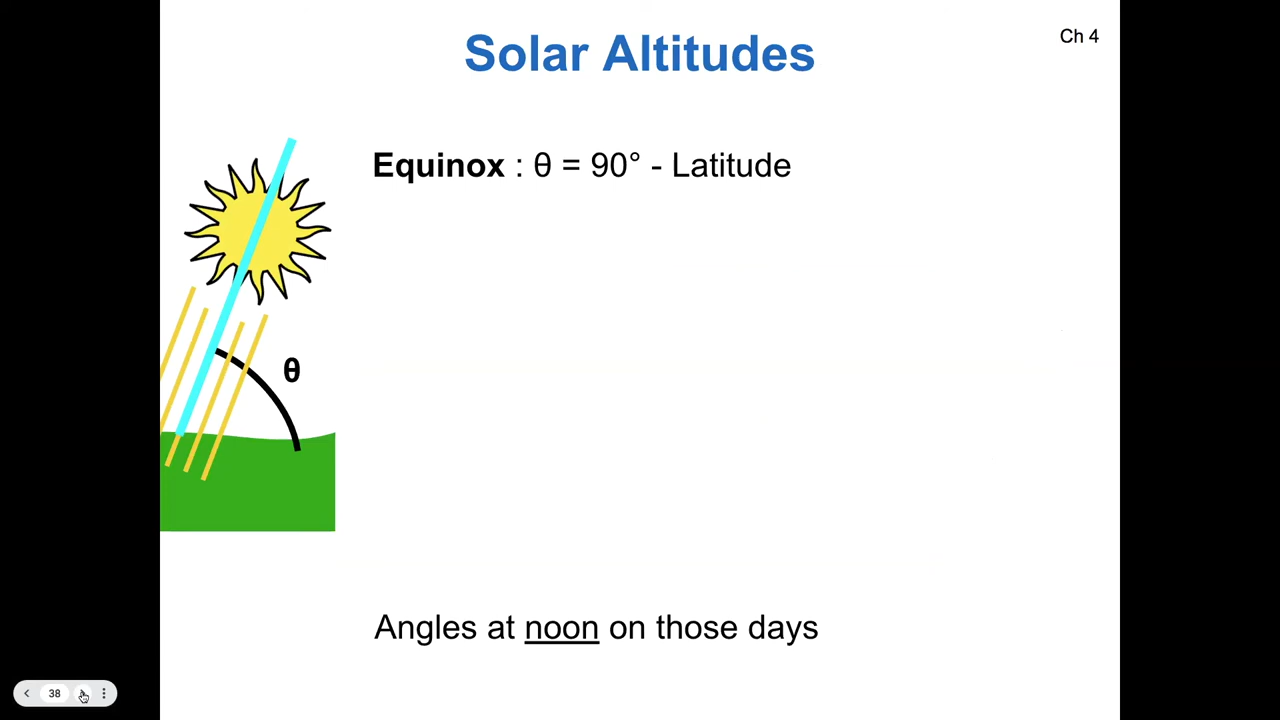 Solar Altitudes
Ch 4
Equinox : θ = 90° - Latitude
θ
Angles at noon on those days
38